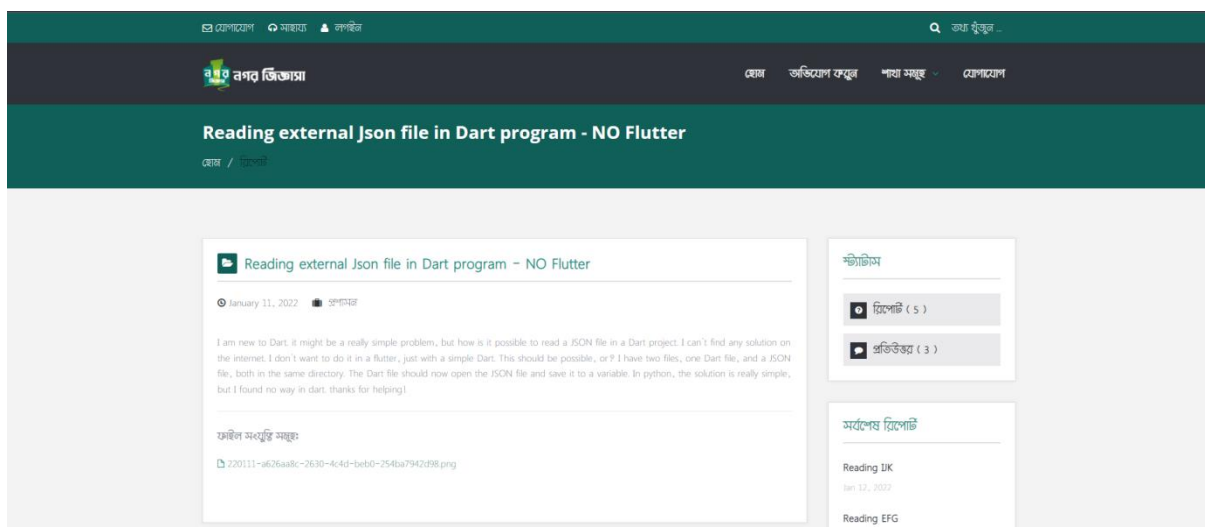 যোগাযোগ সাহায্য লগইন
তথ্য খুঁজুন ...
নগর জিজ্ঞাসা
হোম অভিযোগ করুন শাখা সমূহ যোগাযোগ
Reading external Json file in Dart program - NO Flutter
হোম / রিপোর্ট
Reading external Json file in Dart program - NO Flutter
January 11, 2022 প্রশাসন
I am new to Dart. it might be a really simple problem, but how is it possible to read a JSON file in a Dart project. I can't find any solution on
the internet. I don't want to do it in a flutter, just with a simple Dart. This should be possible, or? I have two files, one Dart file, and a JSON
file, both in the same directory. The Dart file should now open the JSON file and save it to a variable. In python, the solution is really simple,
but I found no way in dart. thanks for helping!
ফাইল সংযুক্তি সমূহঃ
220111-a626aa8c-2630-4c4d-beb0-254ba7942d98.png
স্ট্যাটাস
রিপোর্ট ( 5 )
প্রতিউত্তর ( 3 )
সর্বশেষ রিপোর্ট
Reading IJK
Jan 12, 2022
Reading EFG